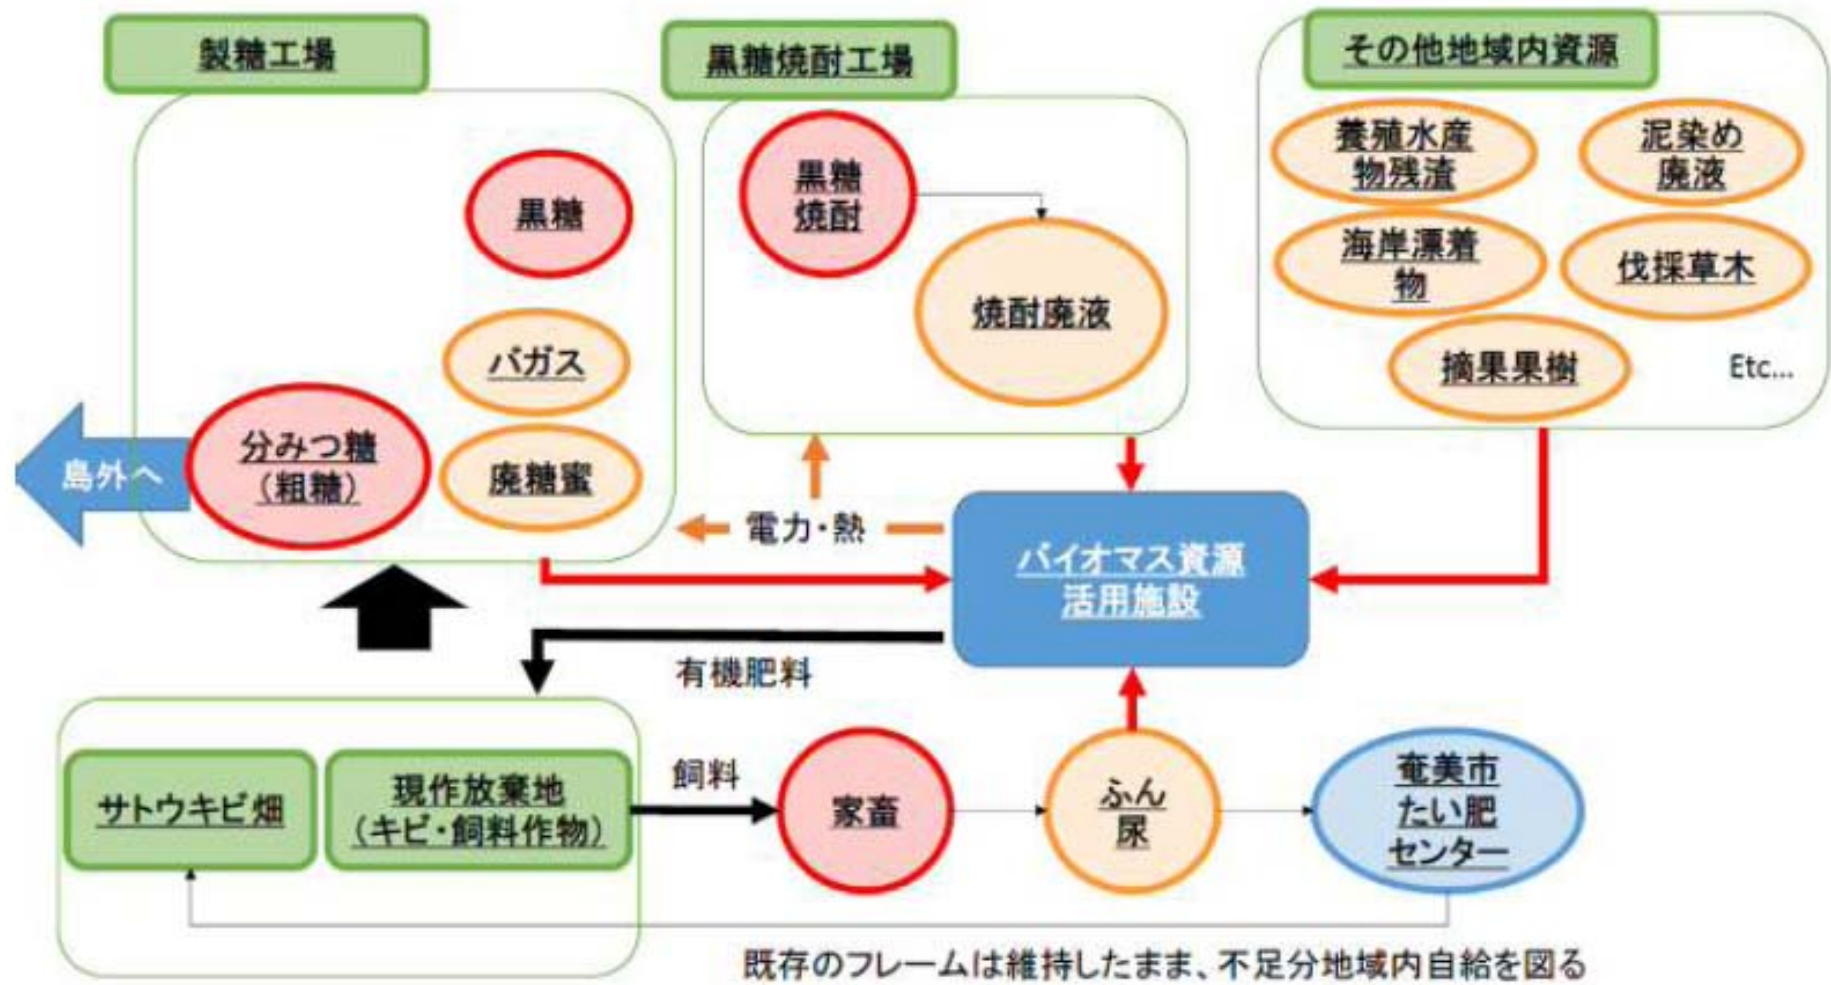 製糖工場
黒糖
バガス
廃糖蜜
分みつ糖
（粗糖）
島外へ
黒糖焼酎工場
黒糖
焼酎
焼酎廃液
その他地域内資源
養殖水産
物残渣
泥染め
廃液
海岸漂着
物
伐採草木
摘果果樹
Etc...
電力・熱
バイオマス資源
活用施設
有機肥料
サトウキビ畑
現作放棄地
（キビ・飼料作物）
飼料
家畜
ふん
尿
奄美市
たい肥
センター
既存のフレームは維持したまま、不足分地域内自給を図る